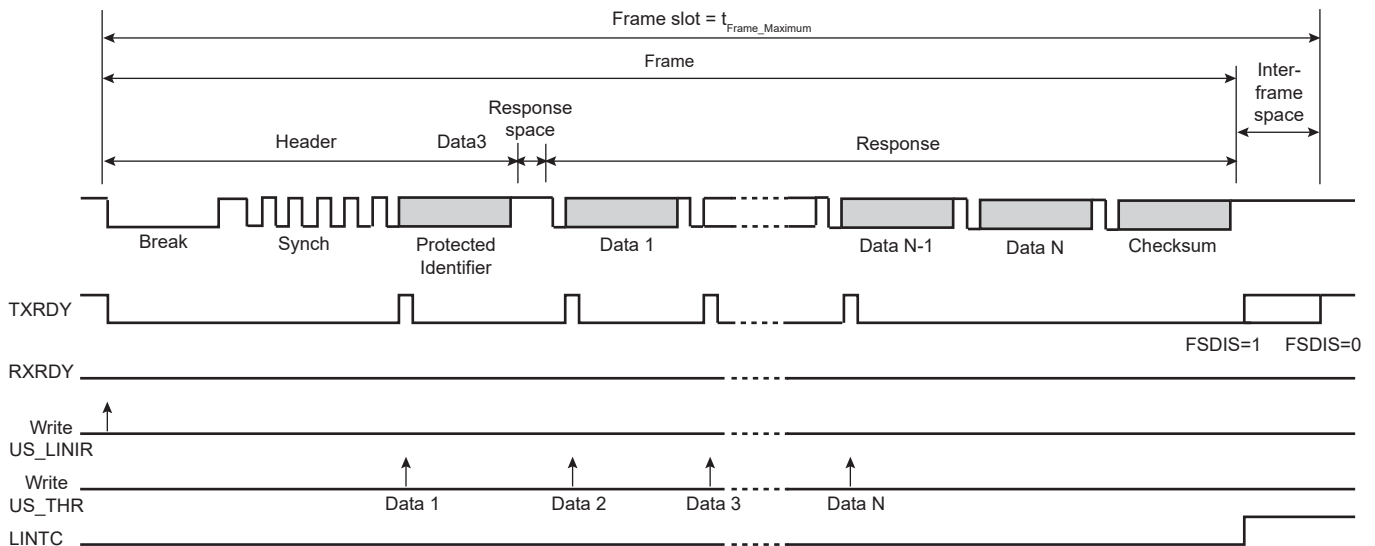 Frame slot = tFrame_Maximum
Frame
Inter-
frame
space
Response
space
Header
Data3
Response
Break
Synch
Protected
Identifier
Data 1
Data N-1
Data N
Checksum
TXRDY
FSDIS=1
FSDIS=0
RXRDY
Write
US_LINIR
Write
US_THR
Data 1
Data 2
Data 3
Data N
LINTC